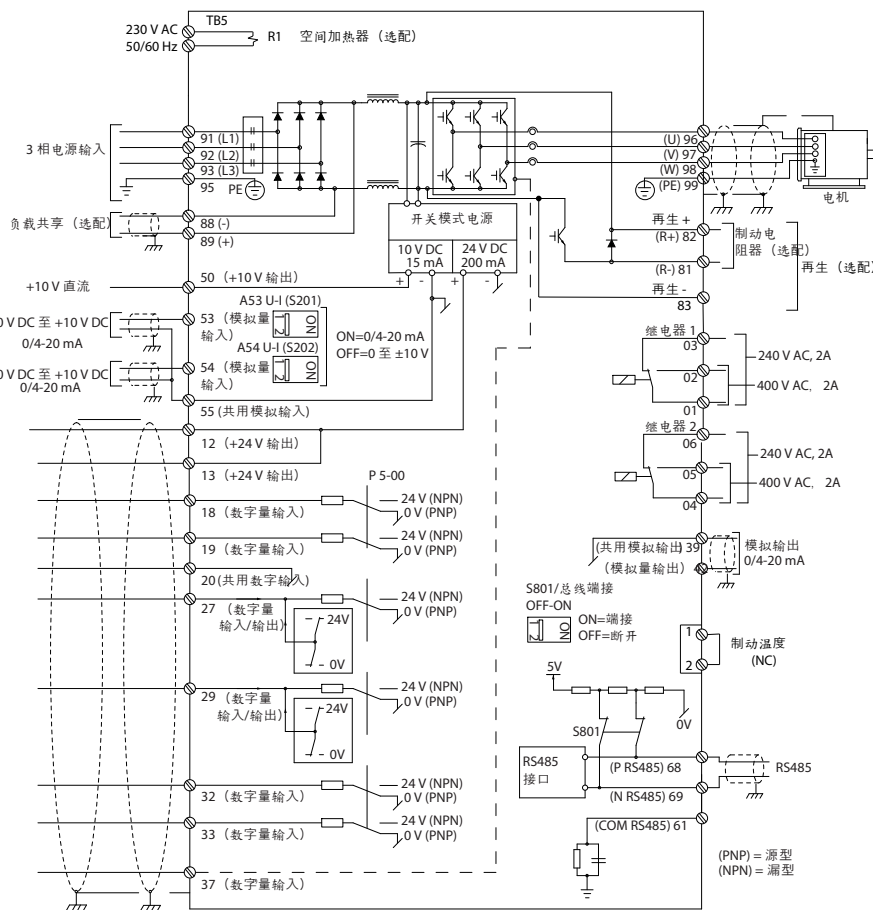 TB5
230 V AC
50/60 Hz
R1
空间加热器（选配）
3 相电源输入
91 (L1)
92 (L2)
93 (L3)
95
PE
(U) 96
(V) 97
(W) 98
(PE) 99
电机
负载共享（选配）
88 (-)
89 (+)
开关模式电源
10 V DC
15 mA
24 V DC
200 mA
+
-
+
-
再生 +
(R+) 82
制动电
阻器（选配）
(R-) 81
再生 -
83
再生（选配）
+10 V 直流
50 (+10 V 输出)
A53 U-I (S201)
0 V DC 至 +10 V DC
0/4-20 mA
53（模拟量
输入）
1 2
ON
ON=0/4-20 mA
OFF=0 至 ±10 V
A54 U-I (S202)
0 V DC 至 +10 V DC
0/4-20 mA
54（模拟量
输入）
1 2
ON
55 (共用模拟输入)
12（+24 V 输出）
13（+24 V 输出）
继电器 1
03
02
01
240 V AC, 2A
400 V AC, 2A
继电器 2
06
05
04
240 V AC, 2A
400 V AC, 2A
P 5-00
18（数字量输入）
24 V (NPN)
0 V (PNP)
19（数字量输入）
24 V (NPN)
0 V (PNP)
20 (共用数字输入)
27（数字量
输入/输出）
24 V (NPN)
0 V (PNP)
24V
0V
29（数字量
输入/输出）
24 V (NPN)
0 V (PNP)
24V
0V
32（数字量输入）
24 V (NPN)
0 V (PNP)
33（数字量输入）
24 V (NPN)
0 V (PNP)
37（数字量输入）
(共用模拟输出) 39
(模拟量输出)
模拟输出
0/4-20 mA
S801/总线端接
OFF-ON
1 2
ON
ON=端接
OFF=断开
1
2
制动温度
(NC)
5V
0V
S801
RS485
接口
(P RS485) 68
(N RS485) 69
RS485
(COM RS485) 61
(PNP) = 源型
(NPN) = 漏型